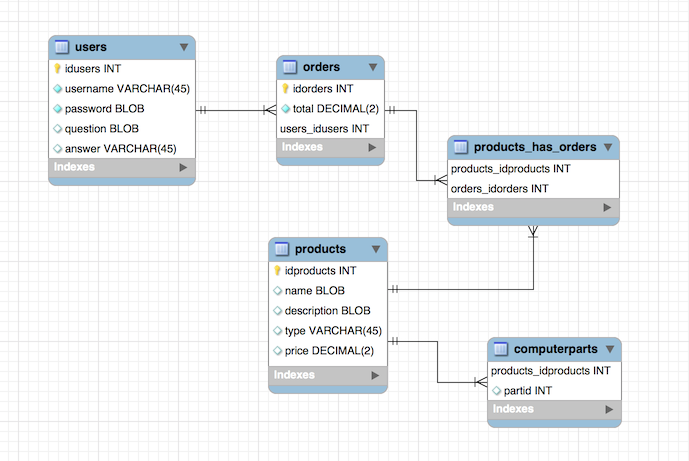 users
idusers INT
username VARCHAR(45)
password BLOB
question BLOB
answer VARCHAR(45)
Indexes
orders
idorders INT
total DECIMAL(2)
users_idusers INT
Indexes
products_has_orders
products_idproducts INT
orders_idorders INT
Indexes
products
idproducts INT
name BLOB
description BLOB
type VARCHAR(45)
price DECIMAL(2)
Indexes
computerparts
products_idproducts INT
partid INT
Indexes